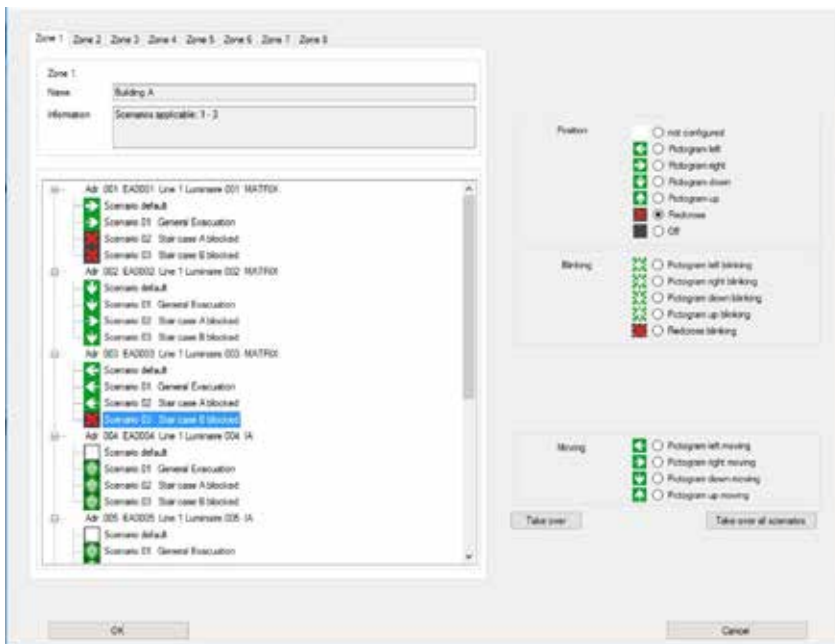 Zone 1 Zone 2 Zone 3 Zone 4 Zone 5 Zone 6 Zone 7 Zone 8
Zone 1
Name Building A
Information Scenarios applicable: 1 - 3
Adr 001 EA0001 Line 1 Luminaire 001 MATRIX
Scenario default
Scenario 01 General Evacuation
Scenario 02 Stair case A blocked
Scenario 03 Stair case B blocked
Adr 002 EA0002 Line 1 Luminaire 002 MATRIX
Scenario default
Scenario 01 General Evacuation
Scenario 02 Stair case A blocked
Scenario 03 Stair case B blocked
Adr 003 EA0003 Line 1 Luminaire 003 MATRIX
Scenario default
Scenario 01 General Evacuation
Scenario 02 Stair case A blocked
Scenario 03 Stair case B blocked
Adr 004 EA0004 Line 1 Luminaire 004 IA
Scenario default
Scenario 01 General Evacuation
Scenario 02 Stair case A blocked
Scenario 03 Stair case B blocked
Adr 005 EA0005 Line 1 Luminaire 005 IA
Scenario default
Scenario 01 General Evacuation
Position
not configured
Pictogram left
Pictogram right
Pictogram down
Pictogram up
Redcross
Off
Blinking
Pictogram left blinking
Pictogram right blinking
Pictogram down blinking
Pictogram up blinking
Redcross blinking
Moving
Pictogram left moving
Pictogram right moving
Pictogram down moving
Pictogram up moving
Take over
Take over all scenarios
OK
Cancel